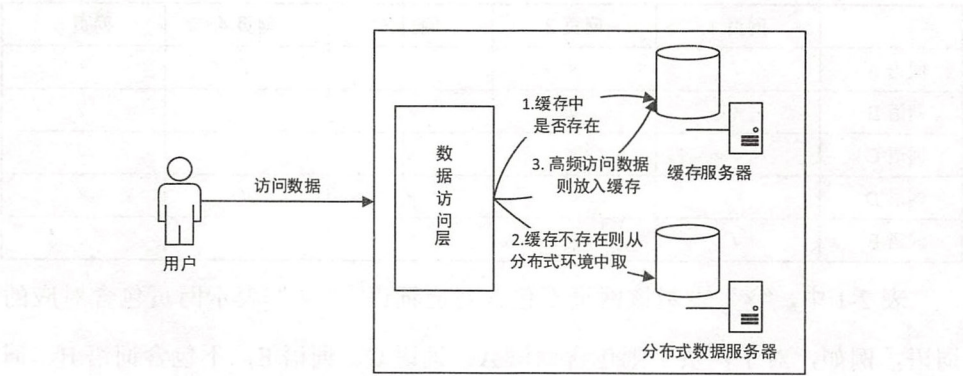 访问数据
用户
数
据
访
问
层
1.缓存中
是否存在
3.高频访问数据
则放入缓存
缓存服务器
2.缓存不存在则从
分布式环境中取
分布式数据服务器